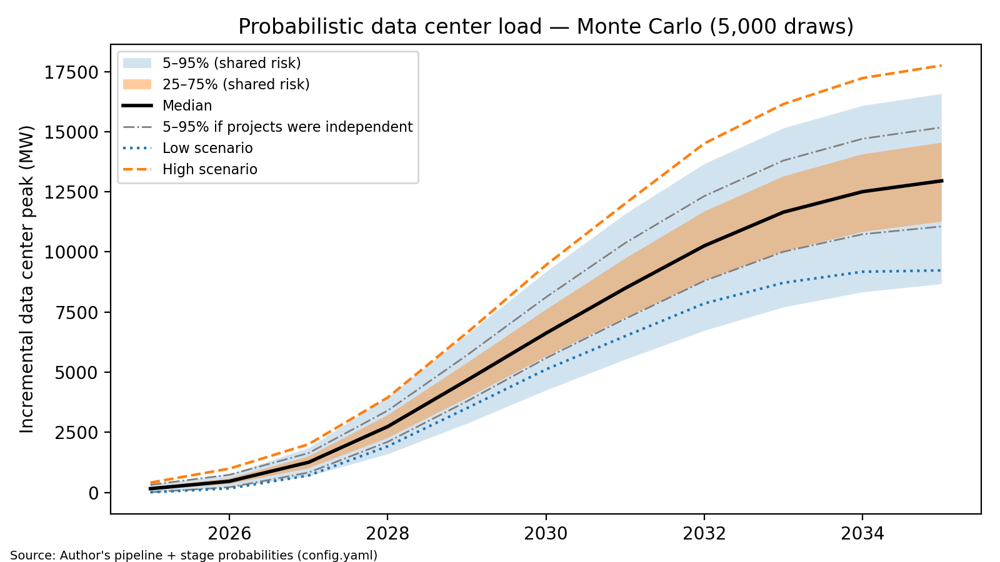 Probabilistic data center load — Monte Carlo (5,000 draws)
5–95% (shared risk)
25–75% (shared risk)
Median
5–95% if projects were independent
Low scenario
High scenario
Incremental data center peak (MW)
17500
15000
12500
10000
7500
5000
2500
0
2026 2028 2030 2032 2034
Source: Author's pipeline + stage probabilities (config.yaml)